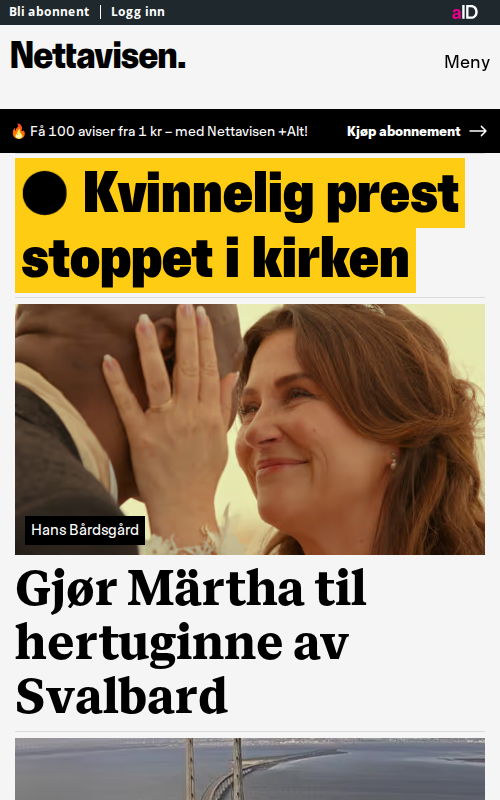 Bli abonnent | Logg inn
aID
Nettavisen.
Meny
🔥 Få 100 aviser fra 1 kr – med Nettavisen +Alt!
Kjøp abonnement →
Kvinnelig prest
stoppet i kirken
Hans Bårdsgård
Gjør Märtha til
hertuginne av
Svalbard